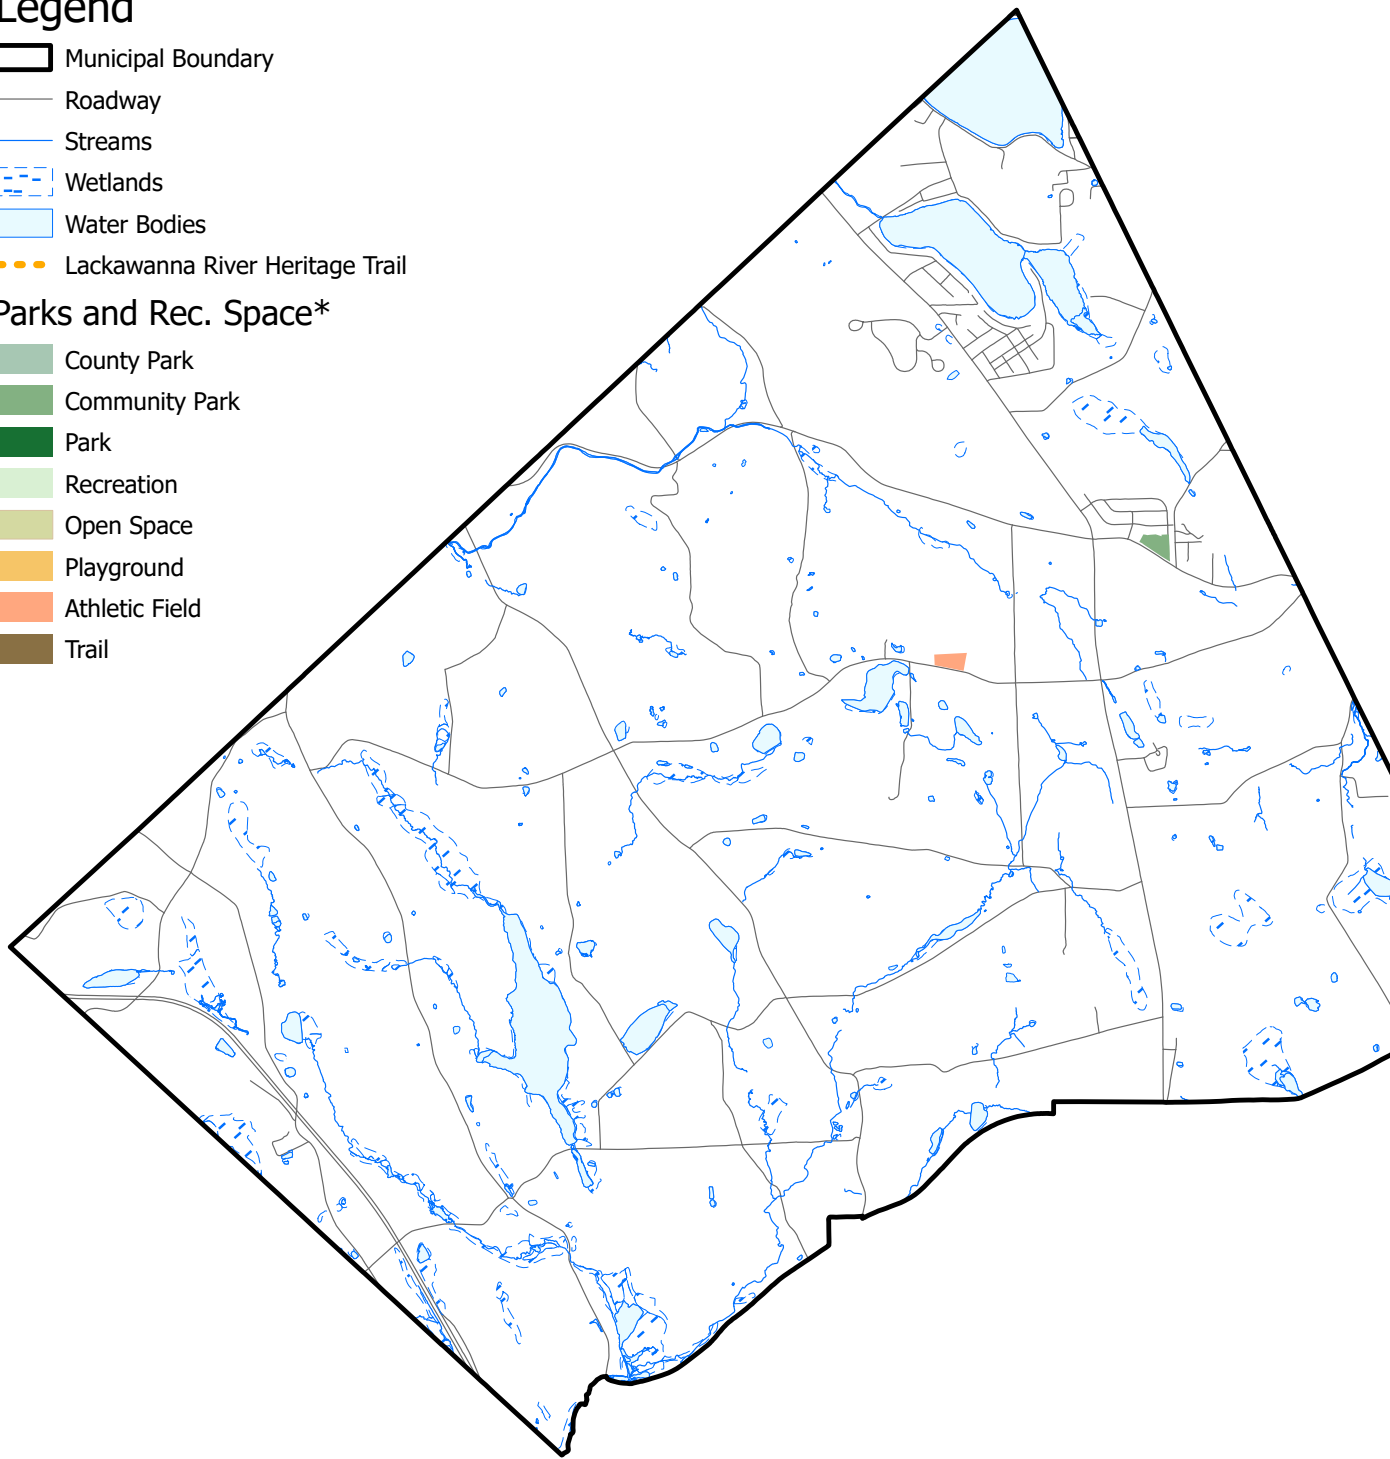 Legend
Municipal Boundary
Roadway
Streams
Wetlands
Water Bodies
Lackawanna River Heritage Trail
Parks and Rec. Space*
County Park
Community Park
Park
Recreation
Open Space
Playground
Athletic Field
Trail